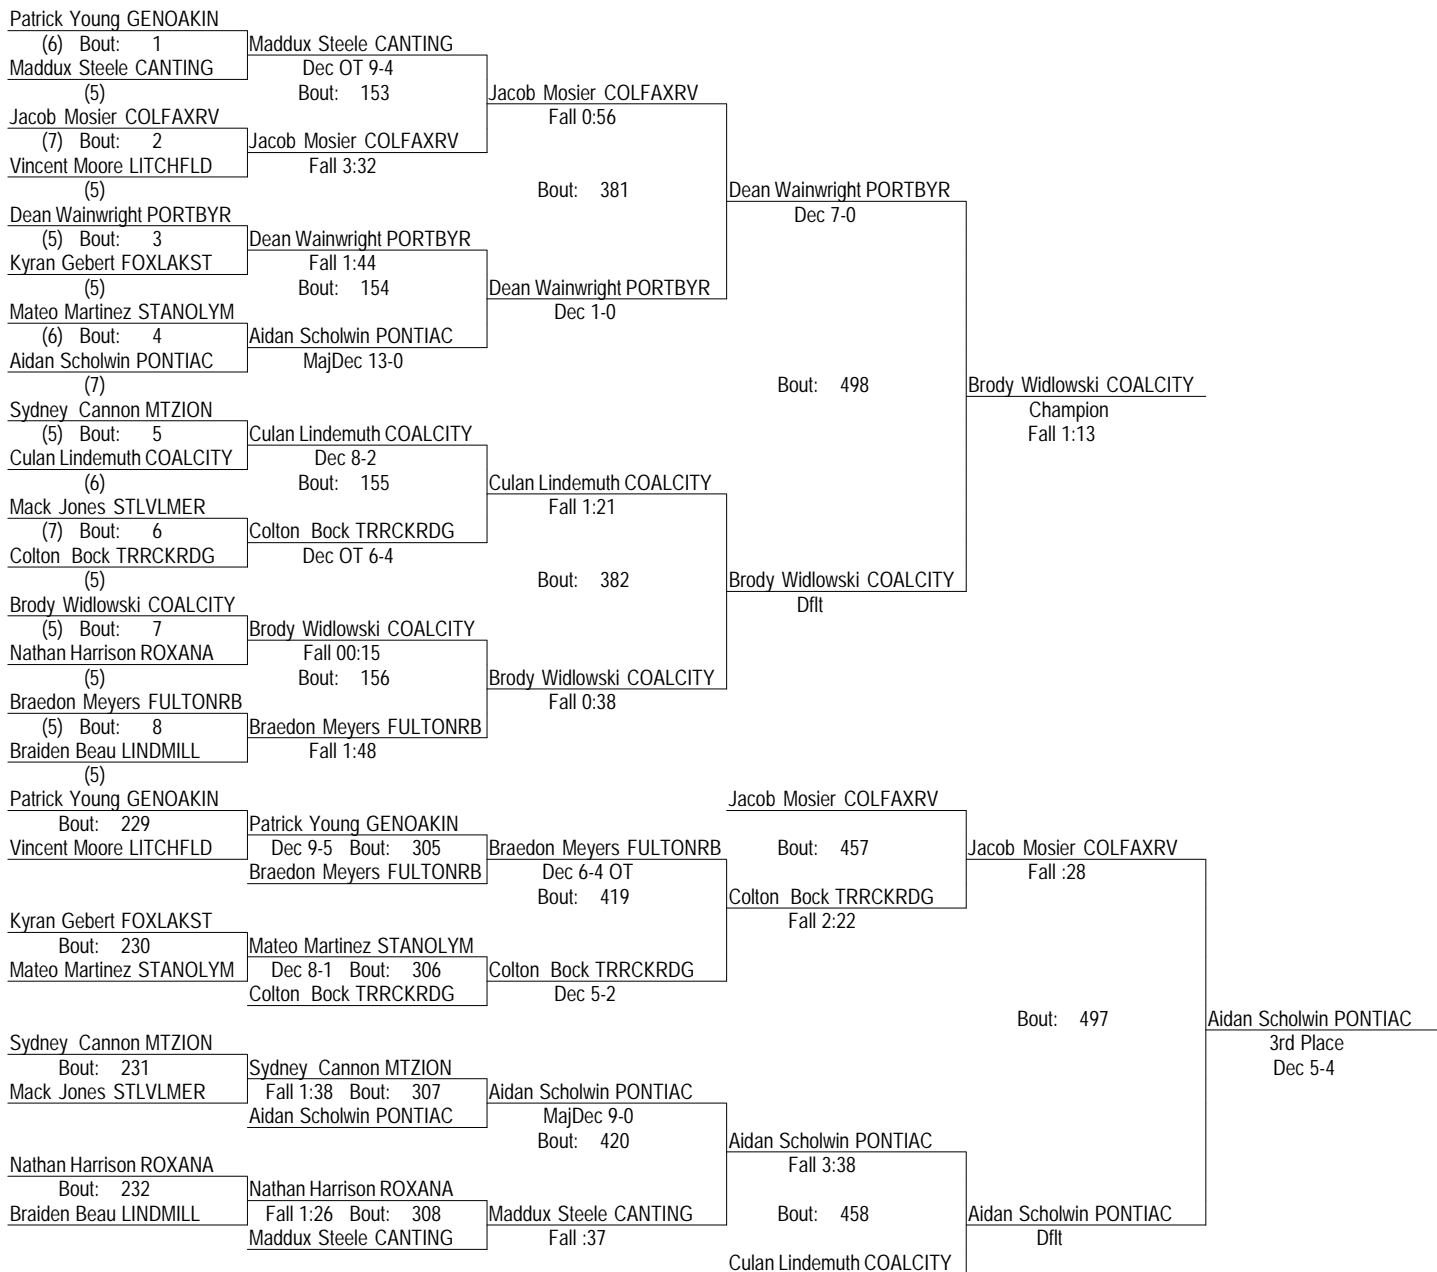 Patrick Young GENOAKIN
(6) Bout: 1 Maddux Steele CANTING
Maddux Steele CANTING Dec OT 9-4
(5) Bout: 153 Jacob Mosier COLFAXRV
Jacob Mosier COLFAXRV Fall 0:56
(7) Bout: 2 Jacob Mosier COLFAXRV
Vincent Moore LITCHFLD Fall 3:32
(5) Bout: 381 Dean Wainwright PORTBYR
Dean Wainwright PORTBYR Dec 7-0
(5) Bout: 3 Dean Wainwright PORTBYR
Kyran Gebert FOXLAKST Fall 1:44
(5) Bout: 154 Dean Wainwright PORTBYR
Mateo Martinez STANOLYM Dec 1-0
(6) Bout: 4 Aidan Scholwin PONTIAC
Aidan Scholwin PONTIAC MajDec 13-0
(7) Bout: 498 Brody Widlowski COALCITY
Sydney Cannon MTZION Champion
(5) Bout: 5 Culan Lindemuth COALCITY Fall 1:13
Culan Lindemuth COALCITY Dec 8-2
(6) Bout: 155 Culan Lindemuth COALCITY
Mack Jones STLVLMER Fall 1:21
(7) Bout: 6 Colton Bock TRRCKRDG
Colton Bock TRRCKRDG Dec OT 6-4
(5) Bout: 382 Brody Widlowski COALCITY
Brody Widlowski COALCITY Dflt
(5) Bout: 7 Brody Widlowski COALCITY
Nathan Harrison ROXANA Fall 00:15
(5) Bout: 156 Brody Widlowski COALCITY
Braedon Meyers FULTONRB Fall 0:38
(5) Bout: 8 Braedon Meyers FULTONRB
Braiden Beau LINDMILL Fall 1:48
(5)
Patrick Young GENOAKIN Jacob Mosier COLFAXRV
Bout: 229 Patrick Young GENOAKIN
Vincent Moore LITCHFLD Dec 9-5 Bout: 305 Braedon Meyers FULTONRB Bout: 457 Jacob Mosier COLFAXRV
Braedon Meyers FULTONRB Dec 6-4 OT Fall :28
Bout: 419 Colton Bock TRRCKRDG
Kyran Gebert FOXLAKST Fall 2:22
Bout: 230 Mateo Martinez STANOLYM
Mateo Martinez STANOLYM Dec 8-1 Bout: 306 Colton Bock TRRCKRDG
Colton Bock TRRCKRDG Dec 5-2
Bout: 497 Aidan Scholwin PONTIAC
Sydney Cannon MTZION 3rd Place
Bout: 231 Sydney Cannon MTZION Dec 5-4
Mack Jones STLVLMER Fall 1:38 Bout: 307 Aidan Scholwin PONTIAC
Aidan Scholwin PONTIAC MajDec 9-0
Bout: 420 Aidan Scholwin PONTIAC
Nathan Harrison ROXANA Fall 3:38
Bout: 232 Nathan Harrison ROXANA
Braiden Beau LINDMILL Fall 1:26 Bout: 308 Maddux Steele CANTING Bout: 458 Aidan Scholwin PONTIAC
Maddux Steele CANTING Fall :37 Dflt
Culan Lindemuth COALCITY